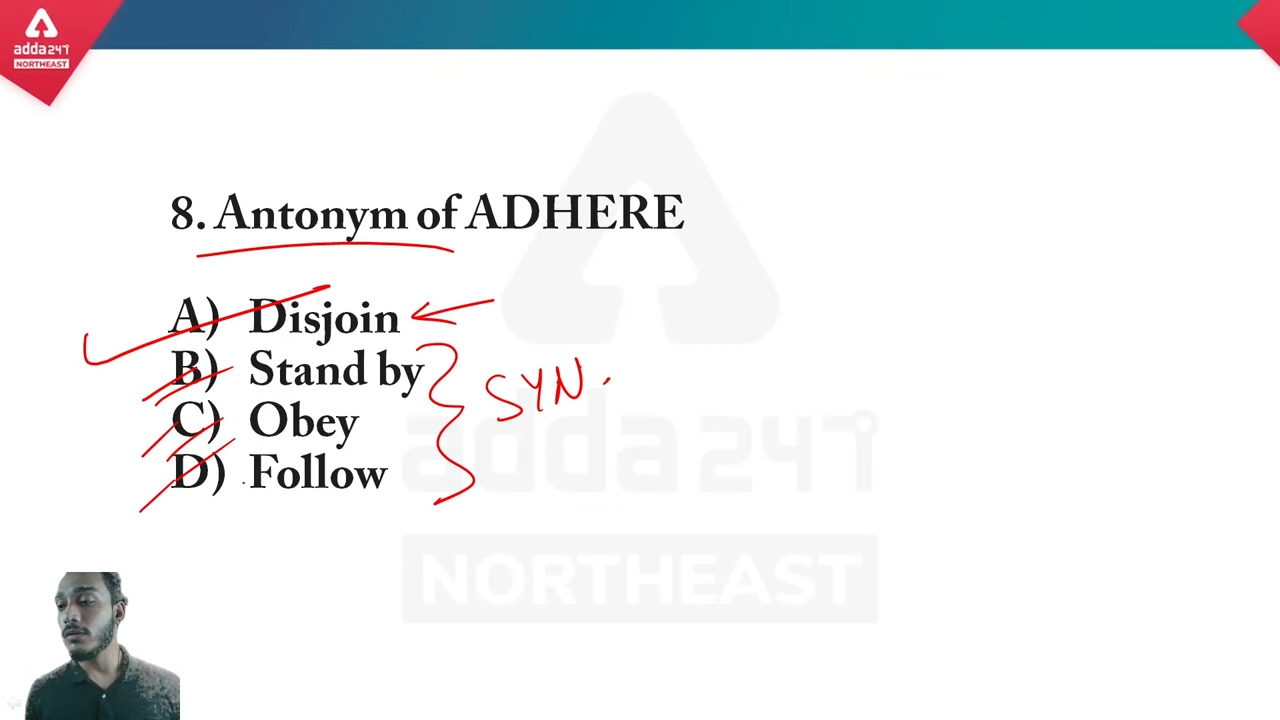 adda247
NORTHEAST
8. Antonym of ADHERE
A) Disjoin
B) Stand by
C) Obey
D) Follow
SYN.
adda247
NORTHEAST